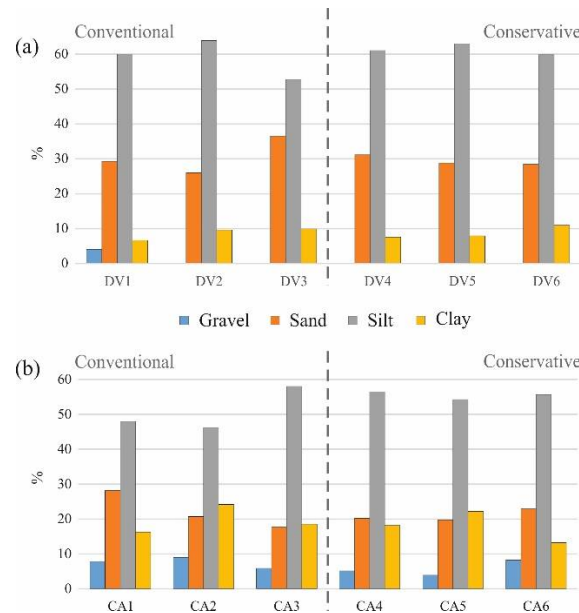 Conventional Conservative
(a)
60
50
40
%
30
20
10
0
DV1 DV2 DV3 DV4 DV5 DV6
Gravel Sand Silt Clay
Conventional Conservative
(b)
60
50
40
%
30
20
10
0
CA1 CA2 CA3 CA4 CA5 CA6